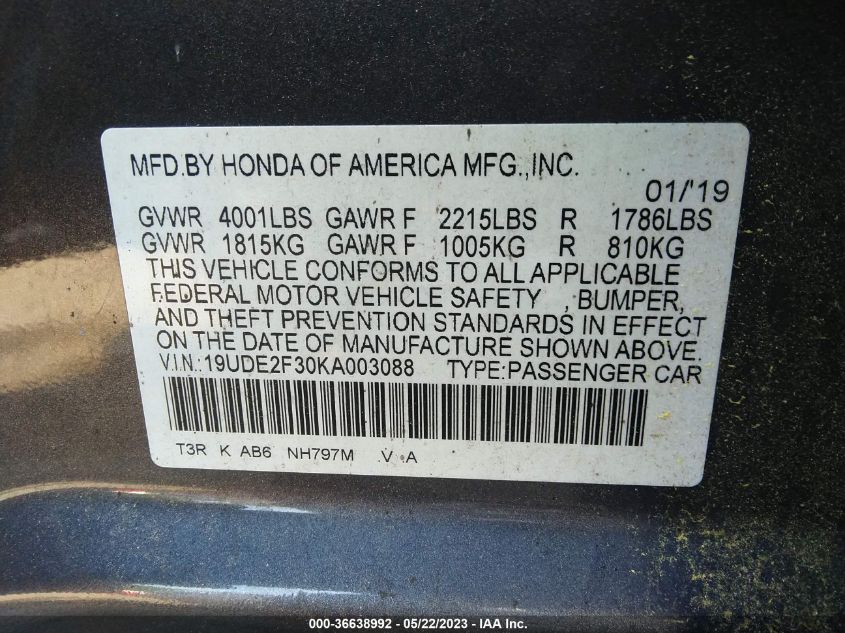 MFD.BY HONDA OF AMERICA MFG.,INC.
01/'19
GVWR 4001LBS GAWR F 2215LBS R 1786LBS
GVWR 1815KG GAWR F 1005KG R 810KG
THIS VEHICLE CONFORMS TO ALL APPLICABLE
FEDERAL MOTOR VEHICLE SAFETY , BUMPER,
AND THEFT PREVENTION STANDARDS IN EFFECT
ON THE DATE OF MANUFACTURE SHOWN ABOVE.
V.I.N.:19UDE2F30KA003088 TYPE:PASSENGER CAR
T3R K AB6 NH797M V A
000-36638992 - 05/22/2023 - IAA Inc.